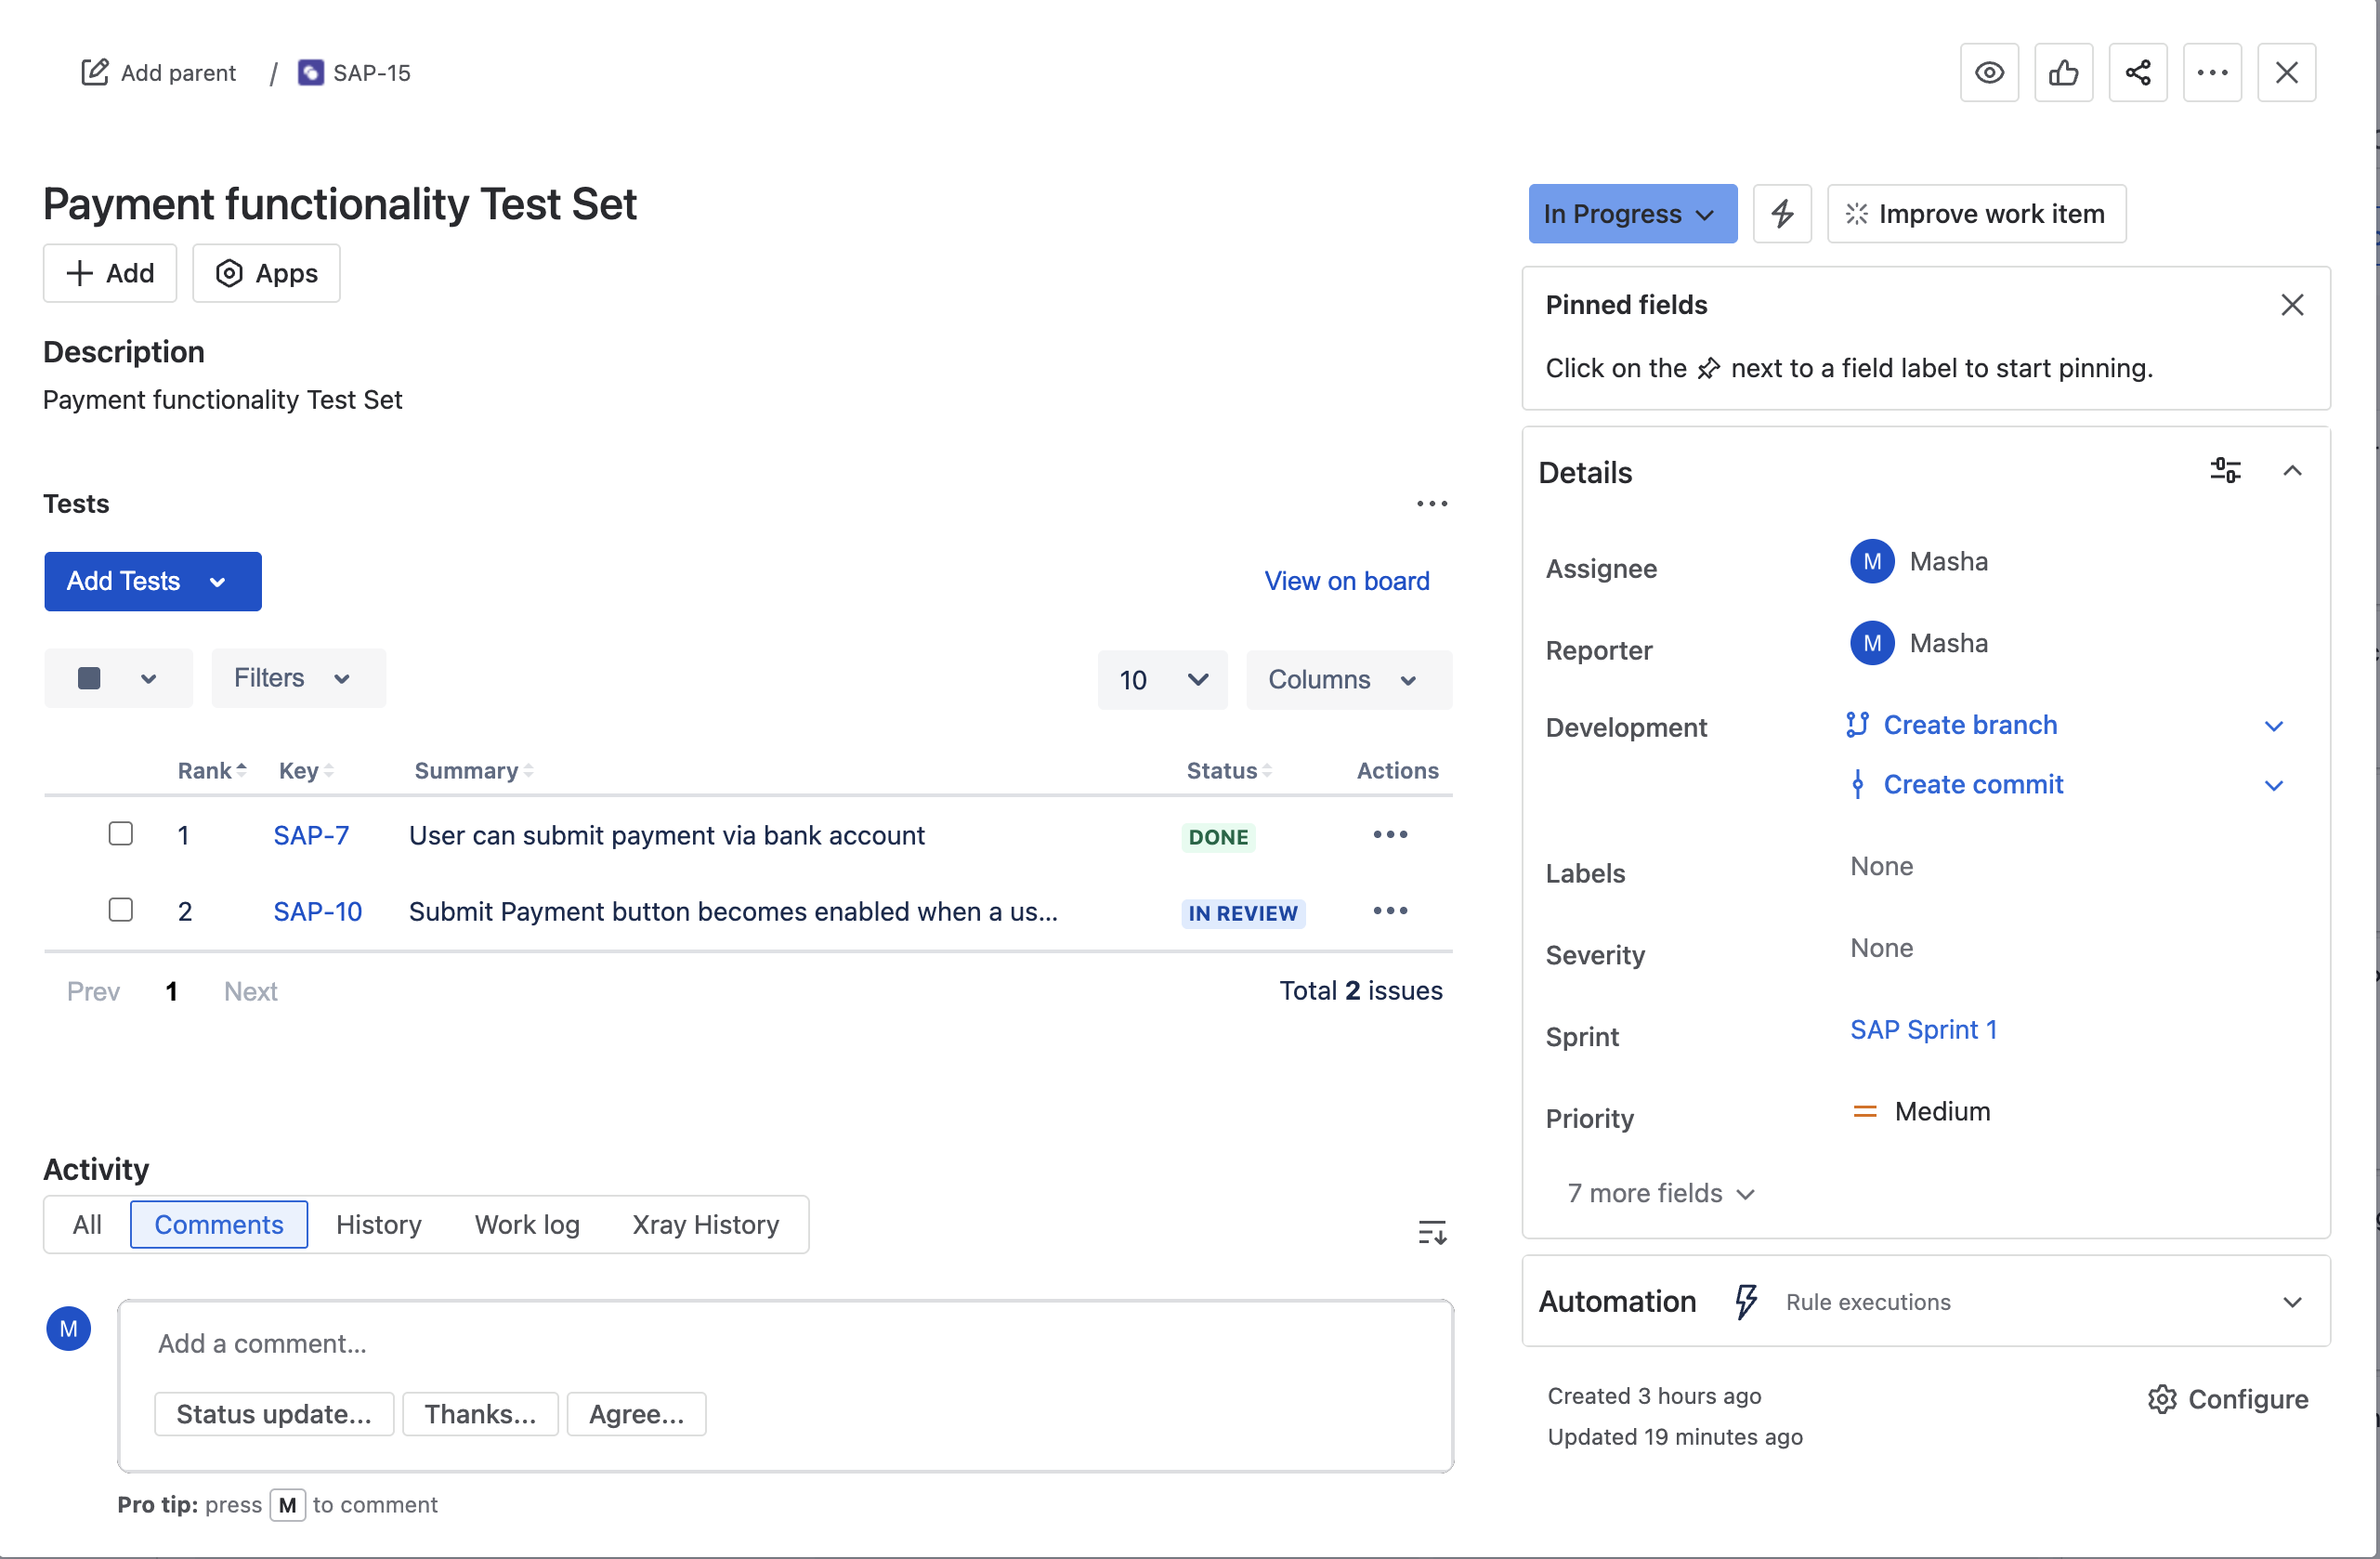 Add parent / SAP-15
Payment functionality Test Set
Add
Apps
Description
Payment functionality Test Set
Tests
Add Tests
View on board
Filters
10
Columns
Rank Key Summary Status Actions
1 SAP-7 User can submit payment via bank account DONE
2 SAP-10 Submit Payment button becomes enabled when a us... IN REVIEW
Prev 1 Next
Total 2 issues
Activity
All Comments History Work log Xray History
M
Add a comment...
Status update... Thanks... Agree...
Pro tip: press M to comment
In Progress
Improve work item
Pinned fields
Click on the next to a field label to start pinning.
Details
Assignee M Masha
Reporter M Masha
Development Create branch
Create commit
Labels None
Severity None
Sprint SAP Sprint 1
Priority Medium
7 more fields
Automation Rule executions
Created 3 hours ago
Updated 19 minutes ago
Configure